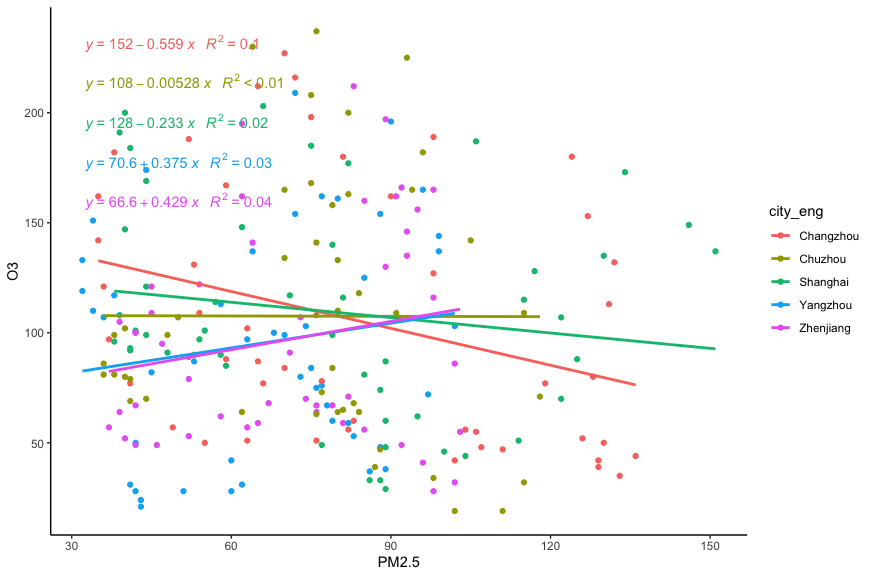 y = 152 – 0.559 x R² = 0.1
y = 108 – 0.00528 x R² < 0.01
200
y = 128 – 0.233 x R² = 0.02
y = 70.6 + 0.375 x R² = 0.03
y = 66.6 + 0.429 x R² = 0.04
150
O3
100
50
30 60 90 120 150
PM2.5
city_eng
Changzhou
Chuzhou
Shanghai
Yangzhou
Zhenjiang